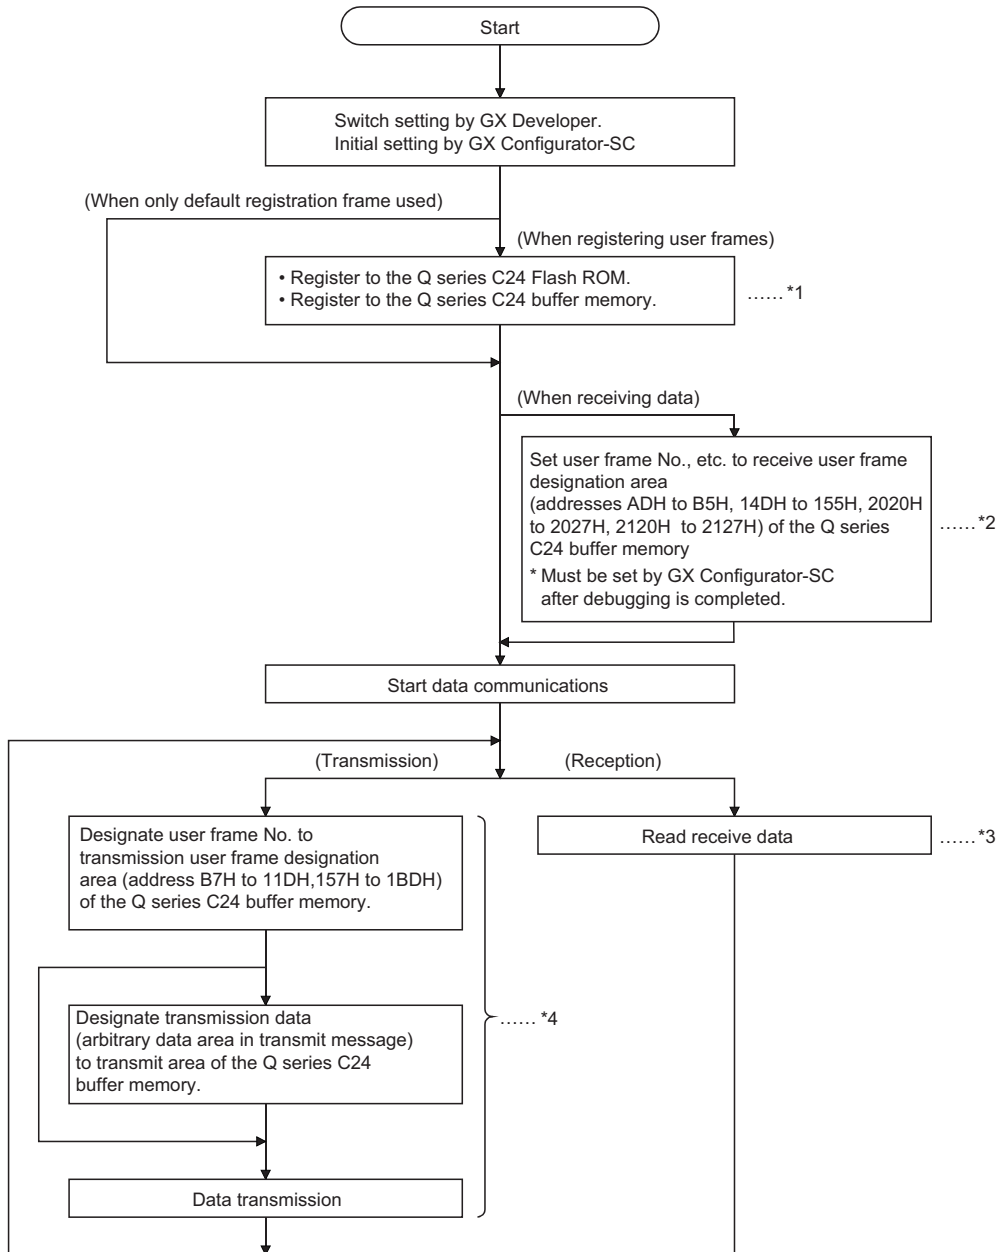 Start
Switch setting by GX Developer.
Initial setting by GX Configurator-SC
(When only default registration frame used)
(When registering user frames)
• Register to the Q series C24 Flash ROM.
• Register to the Q series C24 buffer memory.
...... *1
(When receiving data)
Set user frame No., etc. to receive user frame
designation area
(addresses ADH to B5H, 14DH to 155H, 2020H
to 2027H, 2120H to 2127H) of the Q series
C24 buffer memory
* Must be set by GX Configurator-SC
after debugging is completed.
...... *2
Start data communications
(Transmission)
(Reception)
Designate user frame No. to
transmission user frame designation
area (address B7H to 11DH,157H to 1BDH)
of the Q series C24 buffer memory.
Read receive data
...... *3
Designate transmission data
(arbitrary data area in transmit message)
to transmit area of the Q series C24
buffer memory.
...... *4
Data transmission